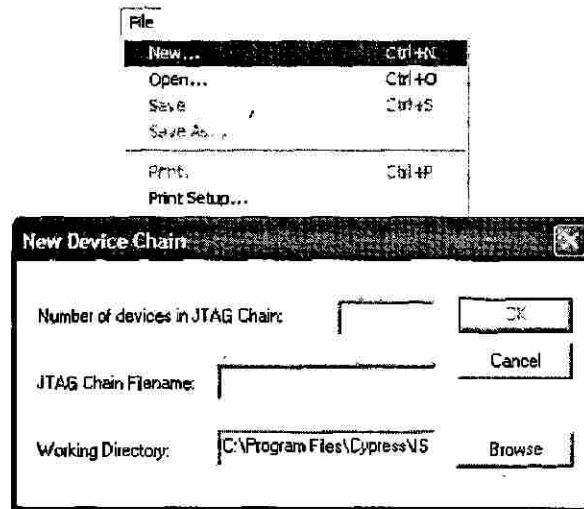 File
New... Ctrl+N
Open... Ctrl+O
Save Ctrl+S
Save As...
Print. Ctrl+P
Print Setup...
New Device Chain
Number of devices in JTAG Chain:
OK
Cancel
JTAG Chain Filename:
Working Directory: C:\Program Files\Cypress\IS Browse